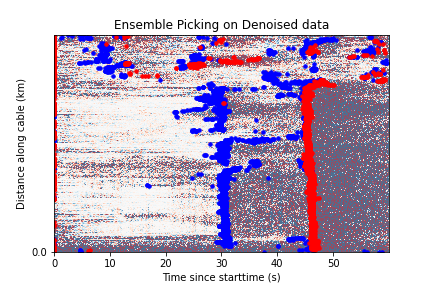 Ensemble Picking on Denoised data
Distance along cable (km)
0.0
0 10 20 30 40 50
Time since starttime (s)